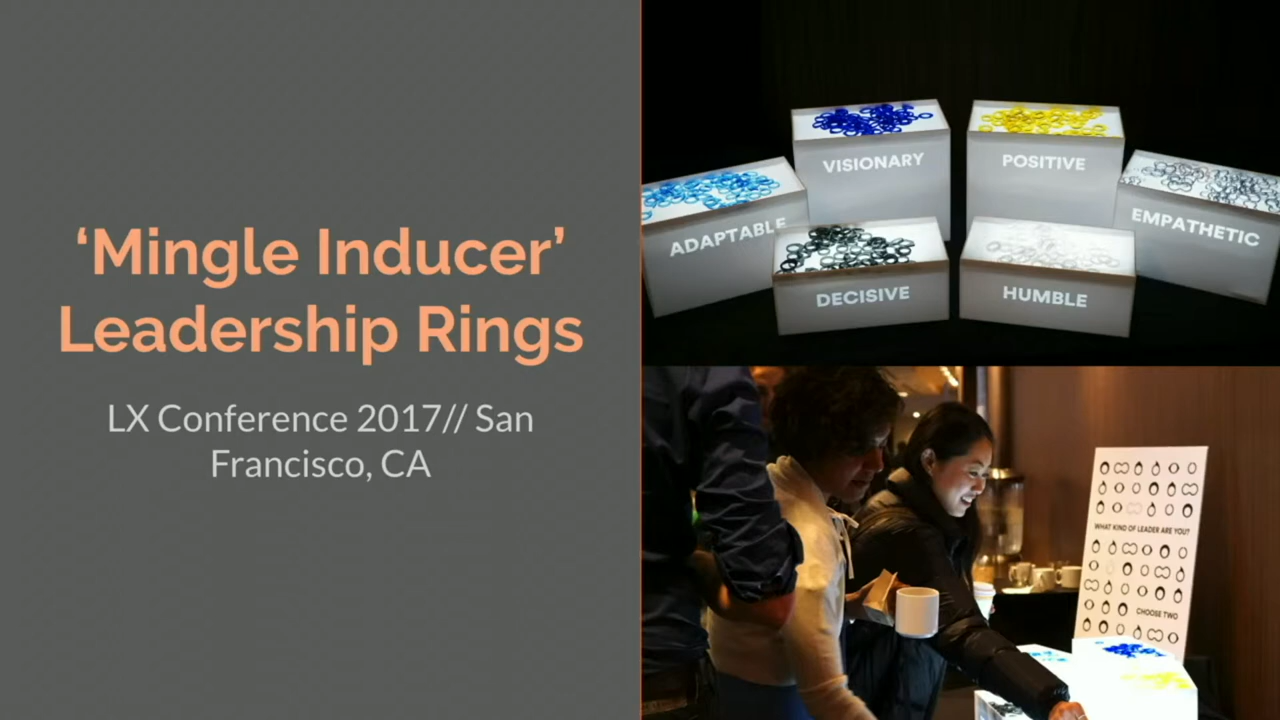 ‘Mingle Inducer’
Leadership Rings
LX Conference 2017// San
Francisco, CA
VISIONARY
POSITIVE
ADAPTABLE
EMPATHETIC
DECISIVE
HUMBLE
WHAT KIND OF LEADER ARE YOU?
CHOOSE TWO